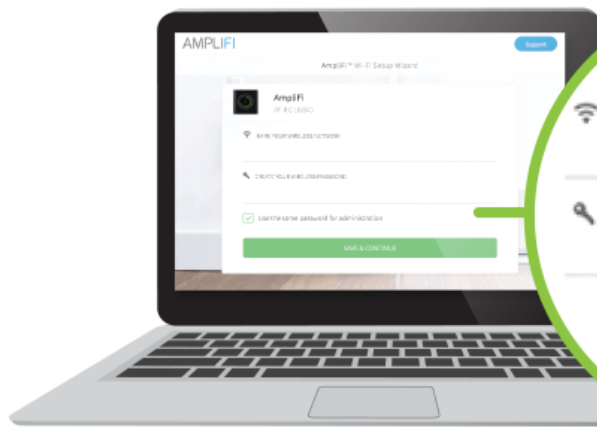 AMPLIFI
Support
AmpliFi™ Wi-Fi Setup Wizard
AmpliFi
NAME YOUR WIRELESS NETWORK
CREATE YOUR WIRELESS PASSWORD
Use the same password for administration
SAVE & CONTINUE